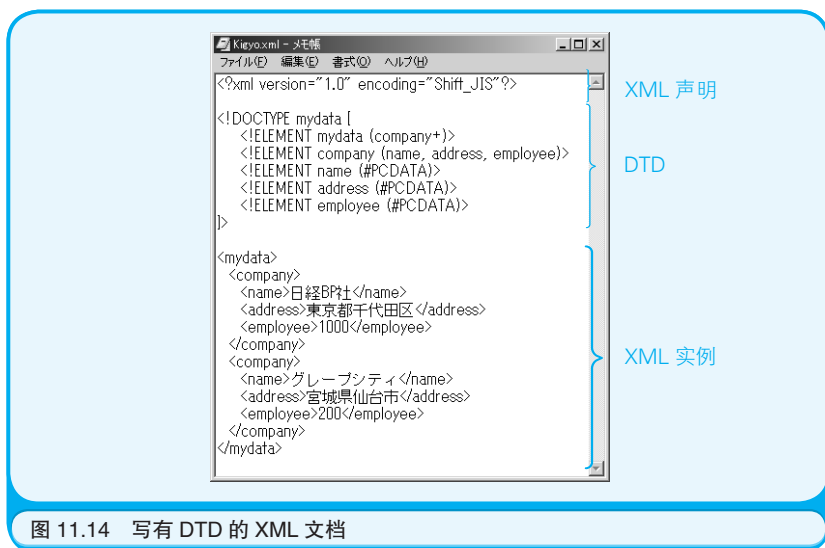 Kigyo.xml - メモ帳
ファイル(F) 編集(E) 書式(O) ヘルプ(H)
<?xml version="1.0" encoding="Shift_JIS"?>
XML 声明
<!DOCTYPE mydata [
<!ELEMENT mydata (company+)>
<!ELEMENT company (name, address, employee)>
<!ELEMENT name (#PCDATA)>
<!ELEMENT address (#PCDATA)>
<!ELEMENT employee (#PCDATA)>
]>
DTD
<mydata>
<company>
<name>日経BP社</name>
<address>東京都千代田区</address>
<employee>1000</employee>
</company>
<company>
<name>グレープシティ</name>
<address>宮城県仙台市</address>
<employee>200</employee>
</company>
</mydata>
XML 实例
图 11.14 写有 DTD 的 XML 文档